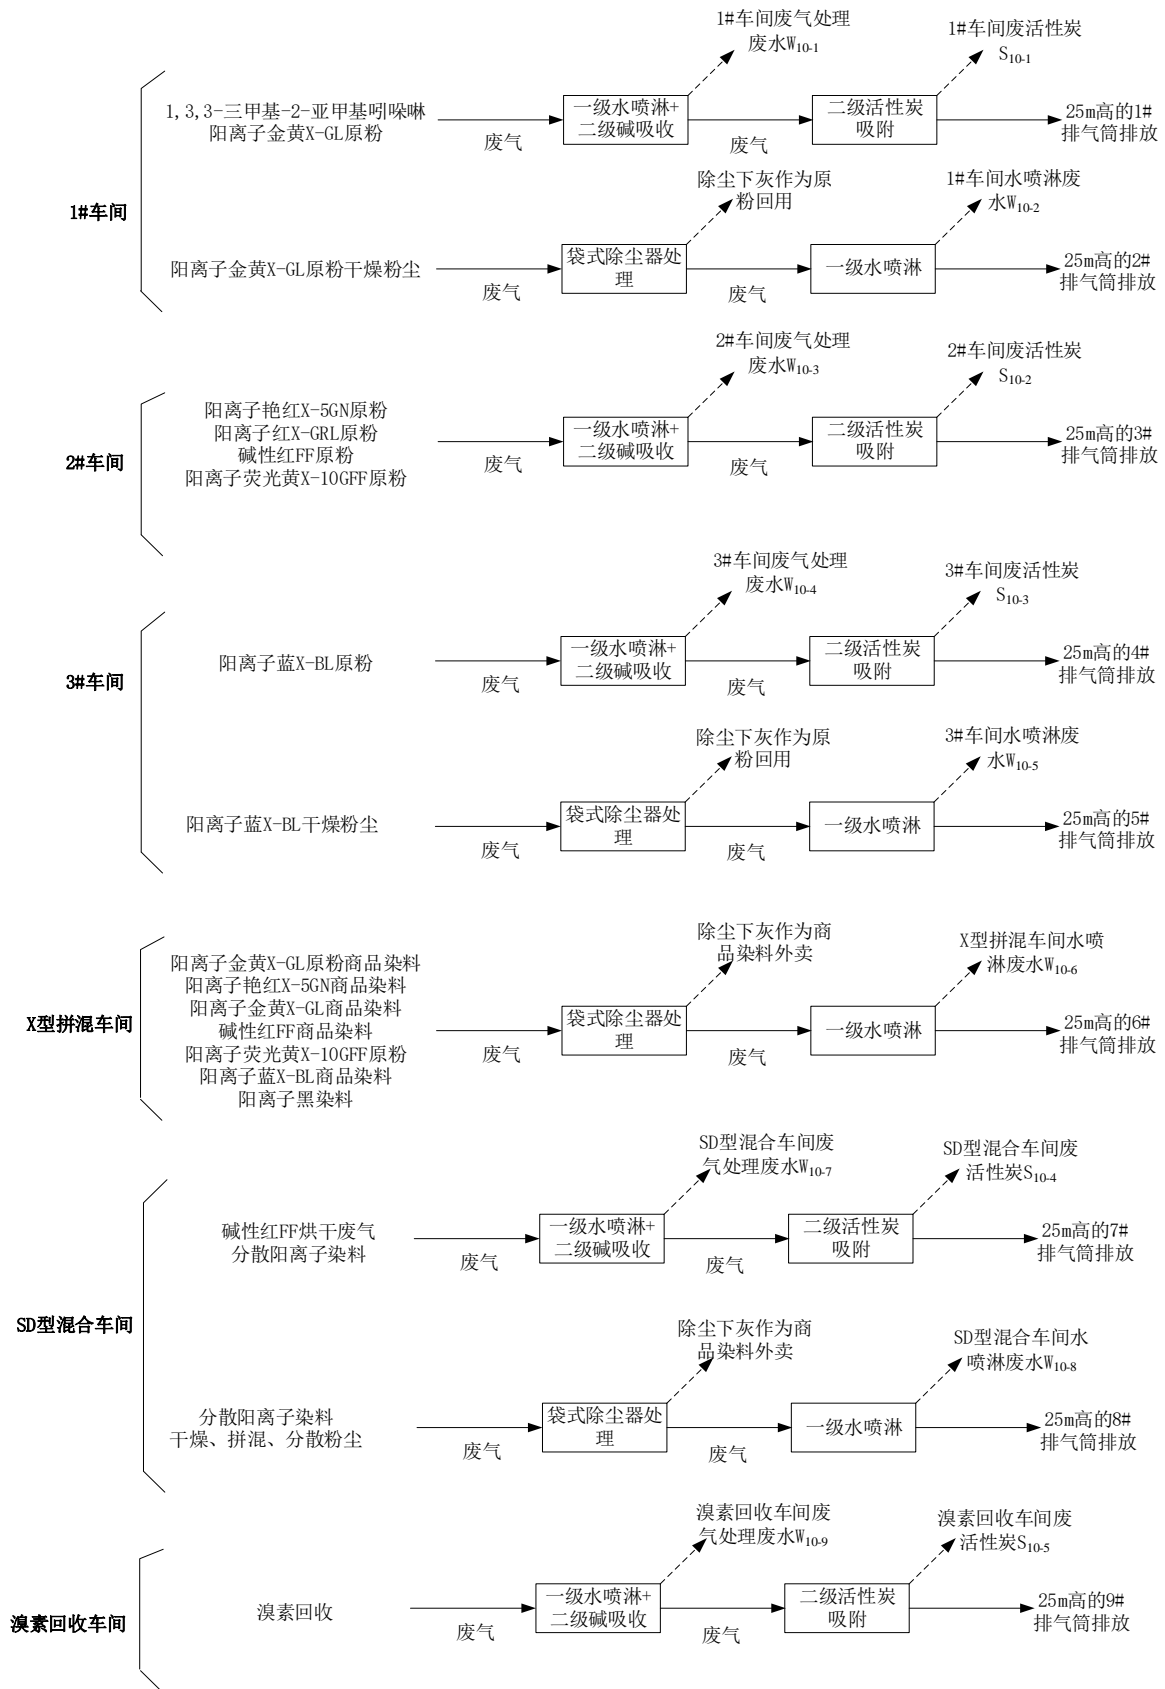 1#车间废气处理
废水W10-1
1#车间废活性炭
S10-1
1,3,3-三甲基-2-亚甲基吲哚啉
阳离子金黄X-GL原粉
废气
一级水喷淋+
二级碱吸收
废气
二级活性炭
吸附
25m高的1#
排气筒排放
1#车间
除尘下灰作为原
粉回用
1#车间水喷淋废
水W10-2
阳离子金黄X-GL原粉干燥粉尘
废气
袋式除尘器处
理
废气
一级水喷淋
25m高的2#
排气筒排放
2#车间废气处理
废水W10-3
2#车间废活性炭
S10-2
2#车间
阳离子艳红X-5GN原粉
阳离子红X-GRL原粉
碱性红FF原粉
阳离子荧光黄X-10GFF原粉
废气
一级水喷淋+
二级碱吸收
废气
二级活性炭
吸附
25m高的3#
排气筒排放
3#车间废气处理
废水W10-4
3#车间废活性炭
S10-3
阳离子蓝X-BL原粉
废气
一级水喷淋+
二级碱吸收
废气
二级活性炭
吸附
25m高的4#
排气筒排放
3#车间
除尘下灰作为原
粉回用
3#车间水喷淋废
水W10-5
阳离子蓝X-BL干燥粉尘
废气
袋式除尘器处
理
废气
一级水喷淋
25m高的5#
排气筒排放
除尘下灰作为商
品染料外卖
X型拼混车间水喷
淋废水W10-6
X型拼混车间
阳离子金黄X-GL原粉商品染料
阳离子艳红X-5GN商品染料
阳离子金黄X-GL商品染料
碱性红FF商品染料
阳离子荧光黄X-10GFF原粉
阳离子蓝X-BL商品染料
阳离子黑染料
废气
袋式除尘器处
理
废气
一级水喷淋
25m高的6#
排气筒排放
SD型混合车间废
气处理废水W10-7
SD型混合车间废
活性炭S10-4
碱性红FF烘干废气
分散阳离子染料
废气
一级水喷淋+
二级碱吸收
废气
二级活性炭
吸附
25m高的7#
排气筒排放
SD型混合车间
除尘下灰作为商
品染料外卖
SD型混合车间水
喷淋废水W10-8
分散阳离子染料
干燥、拼混、分散粉尘
废气
袋式除尘器处
理
废气
一级水喷淋
25m高的8#
排气筒排放
溴素回收车间废
气处理废水W10-9
溴素回收车间废
活性炭S10-5
溴素回收车间
溴素回收
废气
一级水喷淋+
二级碱吸收
废气
二级活性炭
吸附
25m高的9#
排气筒排放